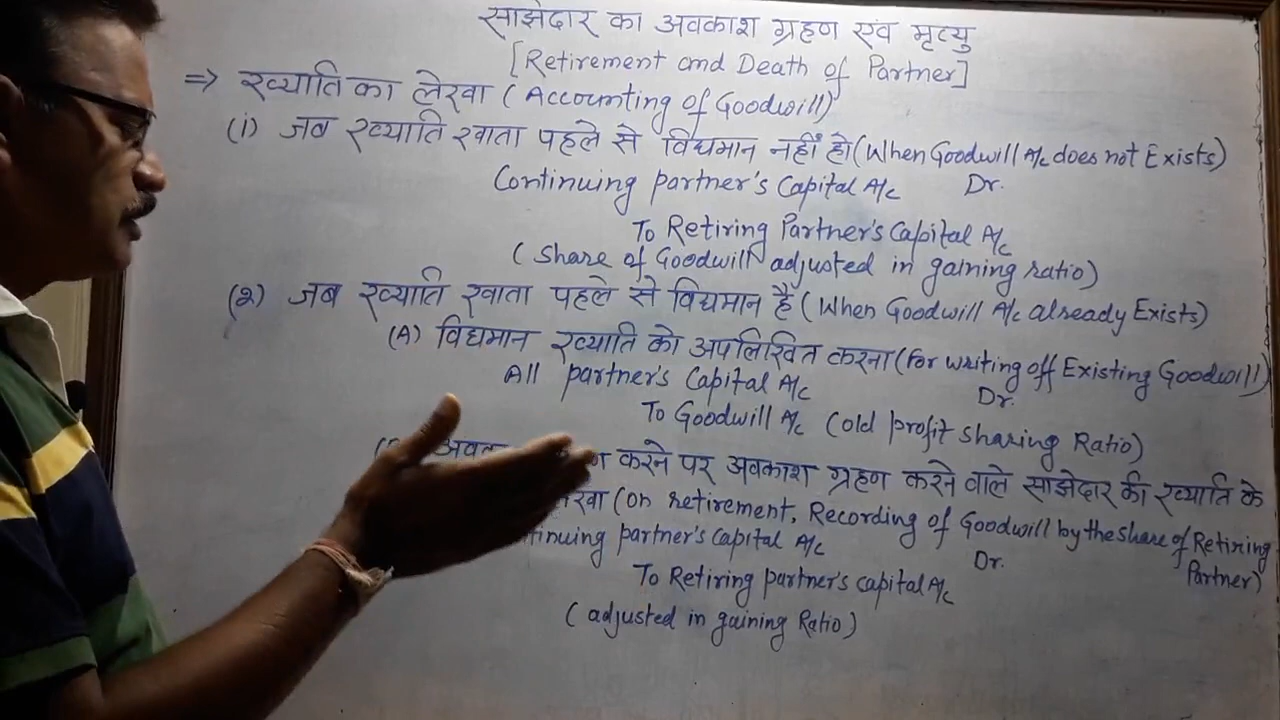 साझेदार का अवकाश ग्रहण एवं मृत्यु
[Retirement and Death of Partner]
⇒ ख्याति का लेखा (Accounting of Goodwill)
(i) जब ख्याति खाता पहले से विद्यमान नहीं हो (When Goodwill A/c does not Exists)
Continuing partner's Capital A/c Dr.
To Retiring Partner's Capital A/c
(Share of Goodwill adjusted in gaining ratio)
(२) जब ख्याति खाता पहले से विद्यमान है (When Goodwill A/c already Exists)
(A) विद्यमान ख्याति को अपलिखित करना (for writing off Existing Goodwill)
All partner's Capital A/c Dr.
To Goodwill A/c (old profit sharing Ratio)
करने पर अवकाश ग्रहण करने वाले साझेदार की ख्याति के
(on retirement, Recording of Goodwill by the share of Retiring Partner)
partner's Capital A/c Dr.
To Retiring partner's capital A/c
(adjusted in gaining Ratio)